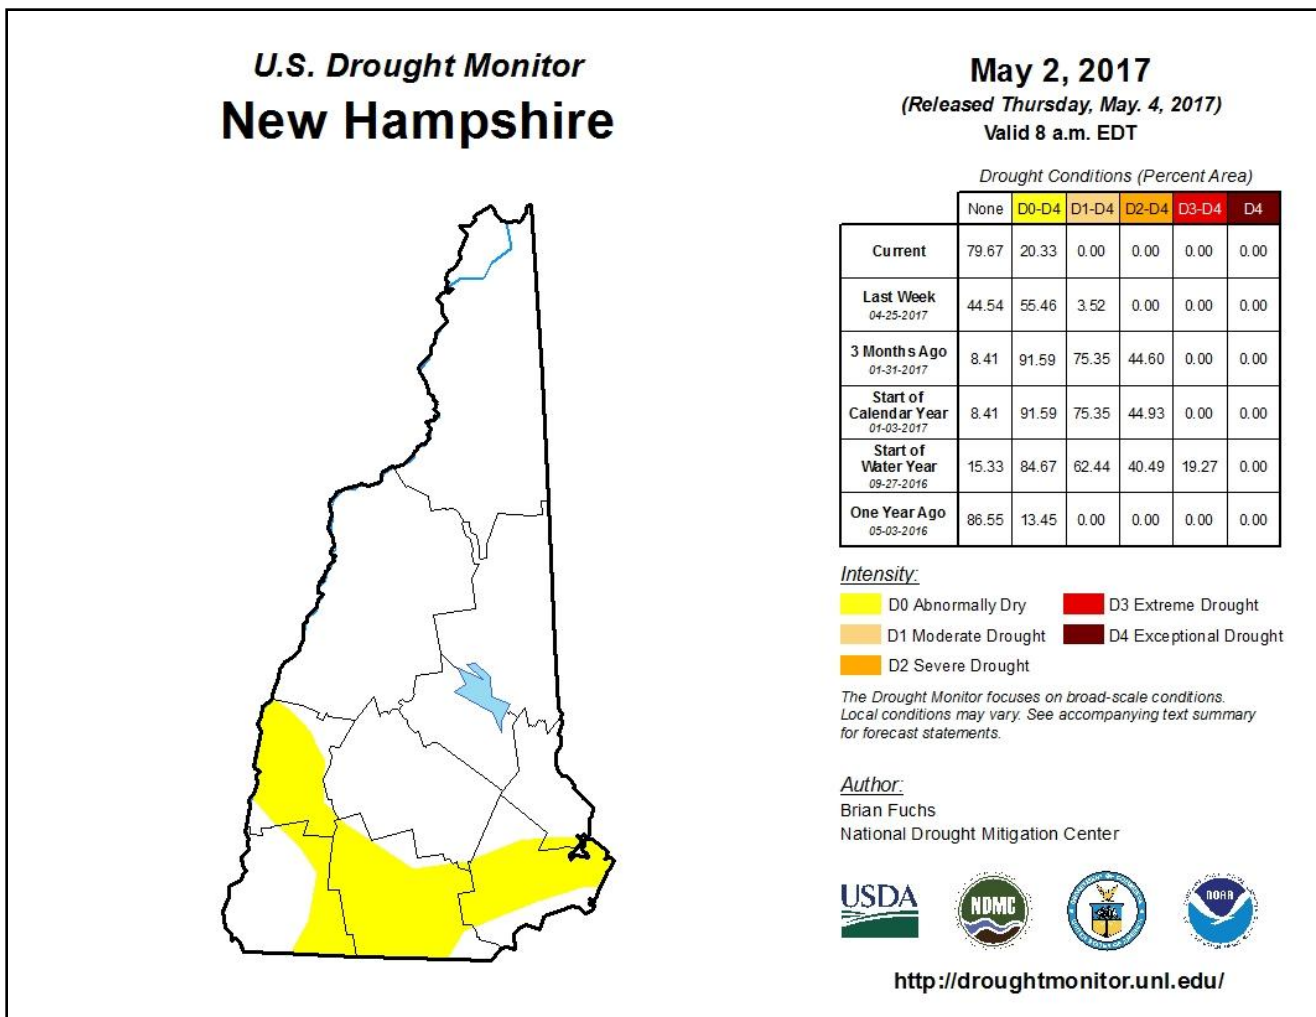 U.S. Drought Monitor
New Hampshire
May 2, 2017
(Released Thursday, May. 4, 2017)
Valid 8 a.m. EDT
Drought Conditions (Percent Area)
None D0-D4 D1-D4 D2-D4 D3-D4 D4
Current 79.67 20.33 0.00 0.00 0.00 0.00
Last Week
04-25-2017
44.54 55.46 3.52 0.00 0.00 0.00
3 Months Ago
01-31-2017
8.41 91.59 75.35 44.60 0.00 0.00
Start of
Calendar Year
01-03-2017
8.41 91.59 75.35 44.93 0.00 0.00
Start of
Water Year
09-27-2016
15.33 84.67 62.44 40.49 19.27 0.00
One Year Ago
05-03-2016
86.55 13.45 0.00 0.00 0.00 0.00
Intensity:
D0 Abnormally Dry
D3 Extreme Drought
D1 Moderate Drought
D4 Exceptional Drought
D2 Severe Drought
The Drought Monitor focuses on broad-scale conditions.
Local conditions may vary. See accompanying text summary
for forecast statements.
Author:
Brian Fuchs
National Drought Mitigation Center
USDA
NDMC
NOAA
http://droughtmonitor.unl.edu/